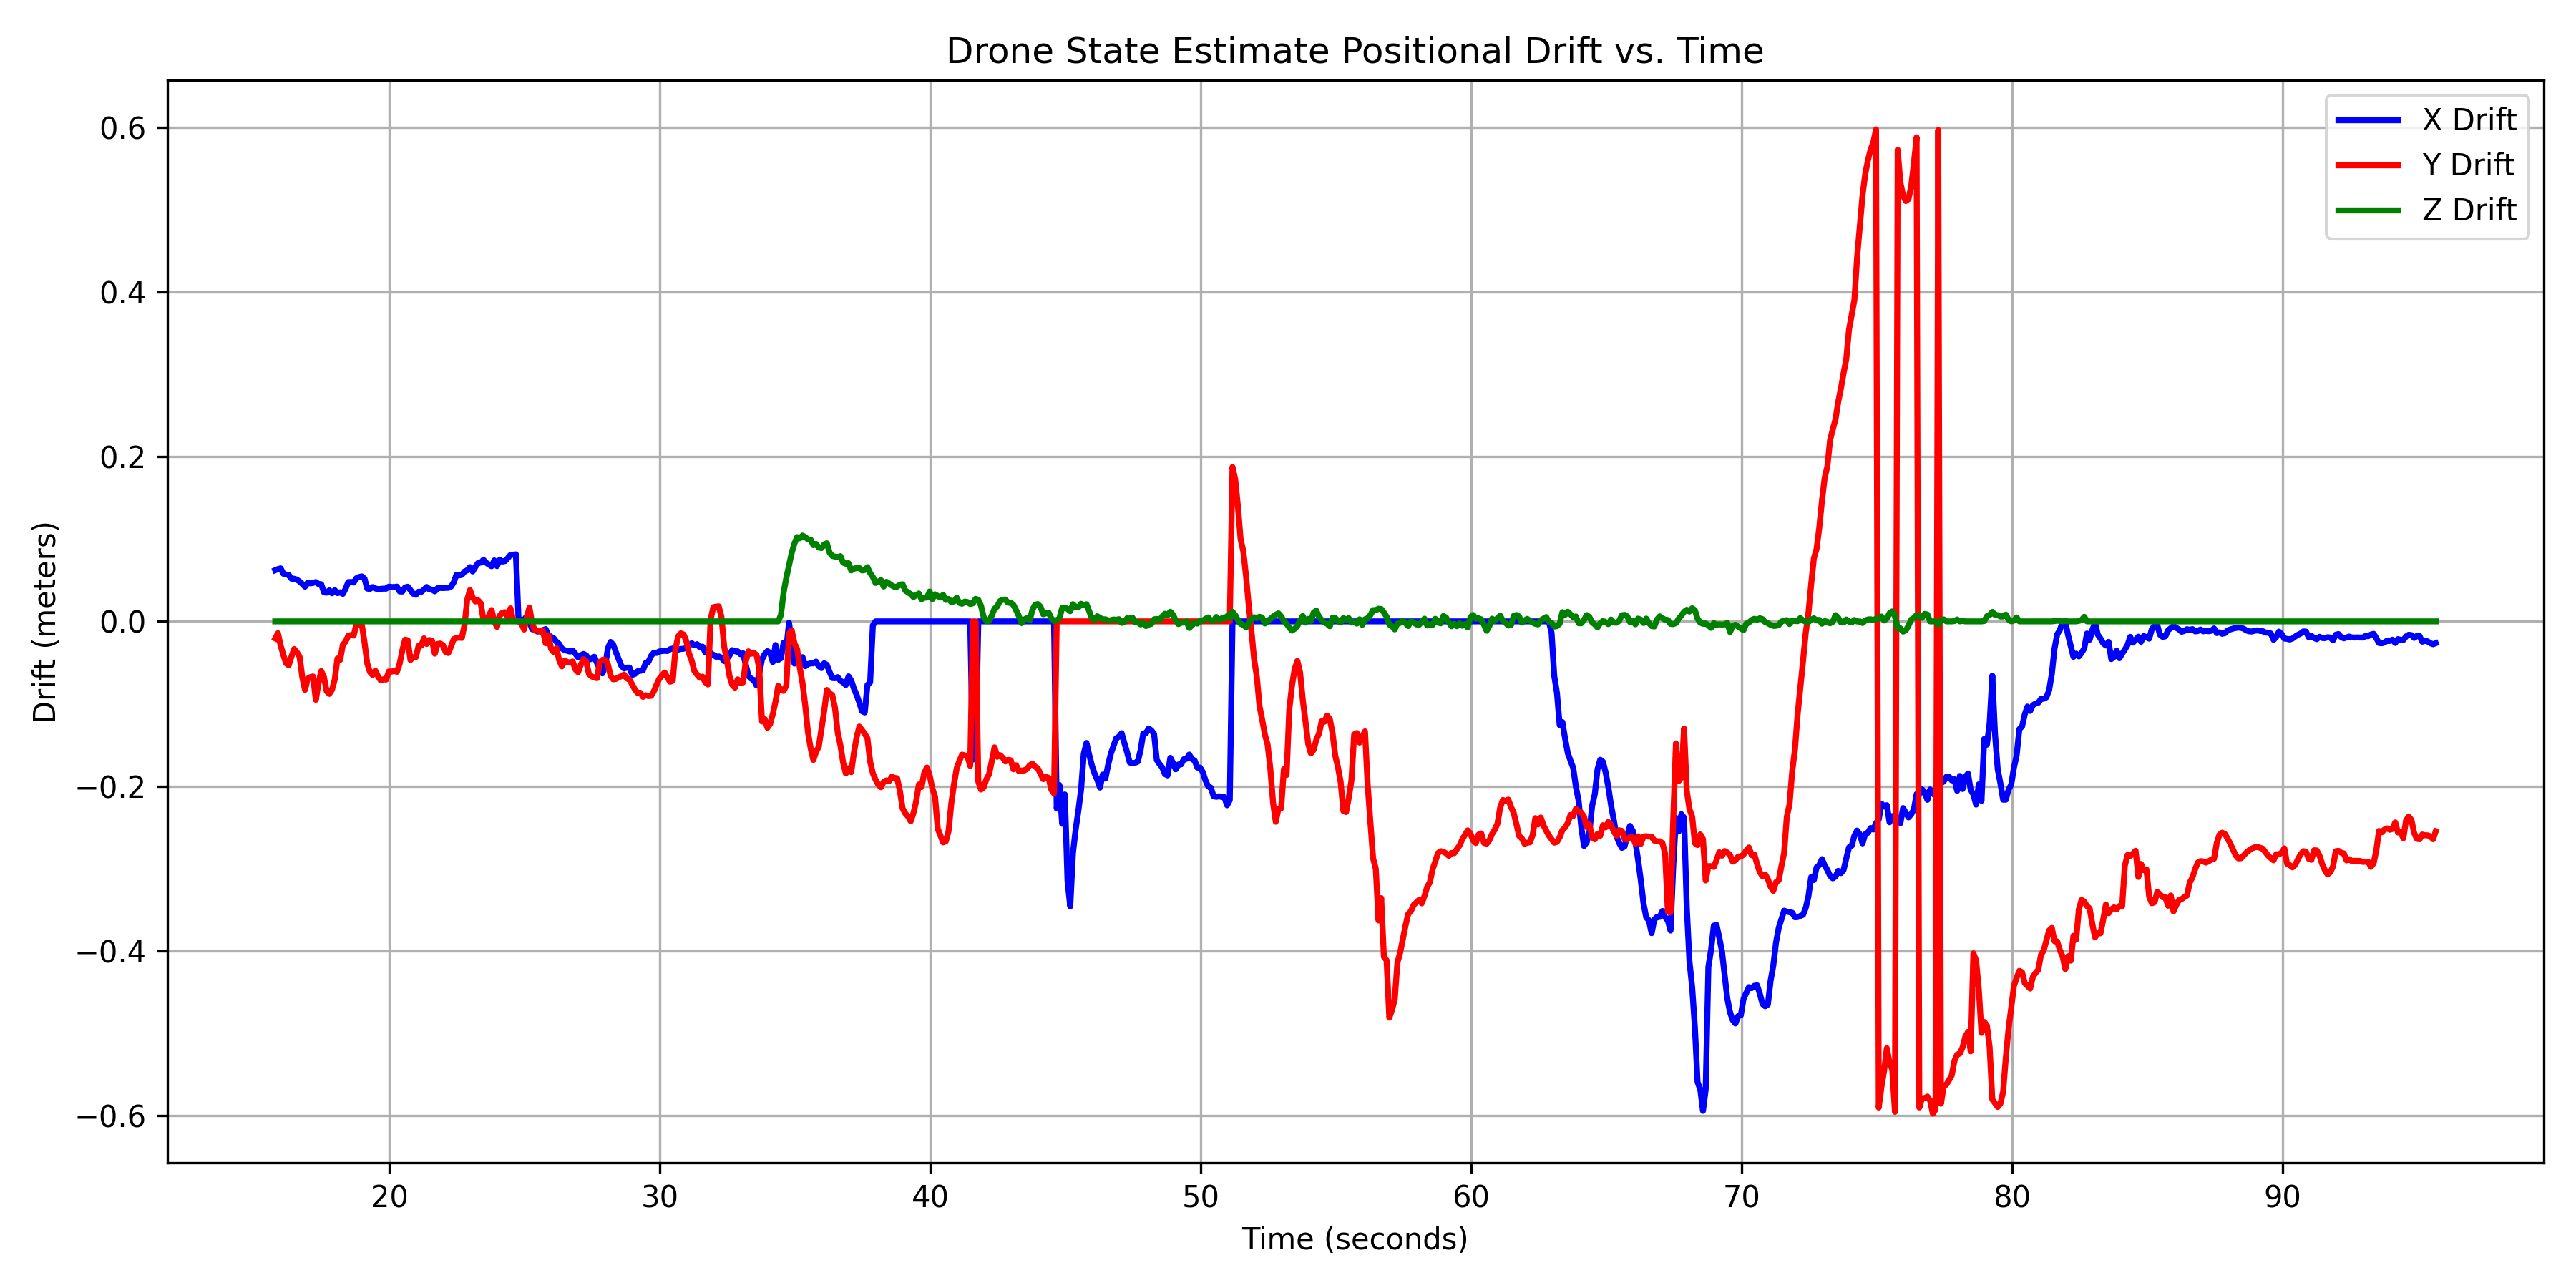 Drone State Estimate Positional Drift vs. Time
X Drift
Y Drift
Z Drift
Drift (meters)
0.6
0.4
0.2
0.0
−0.2
−0.4
−0.6
20 30 40 50 60 70 80 90
Time (seconds)